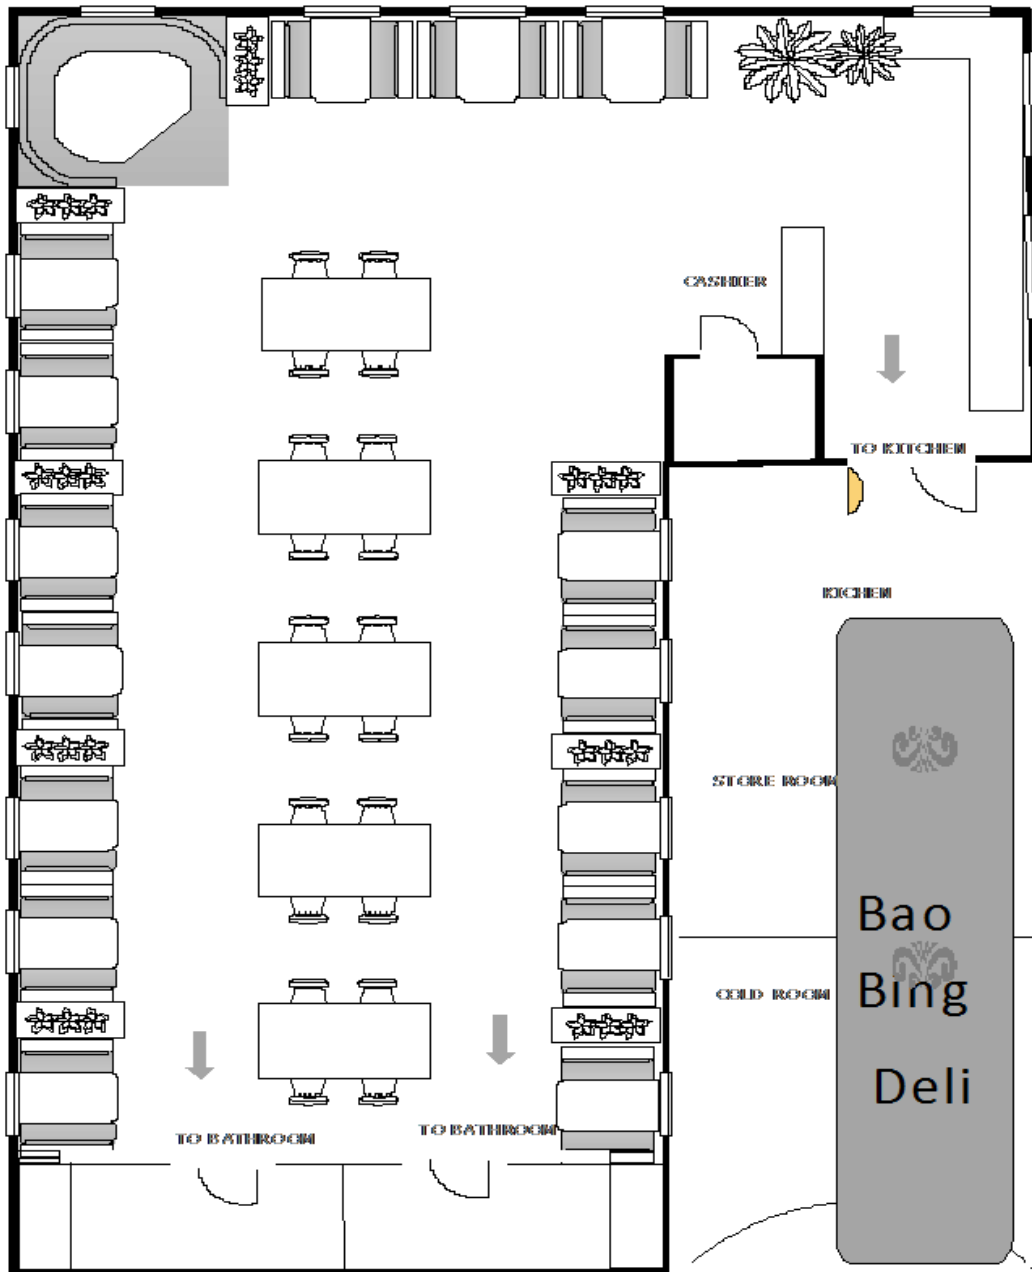 CASHIER
TO KITCHEN
KICHEN
STORE ROOM
Bao
Bing
COLD ROOM
Deli
TO BATHROOM
TO BATHROOM